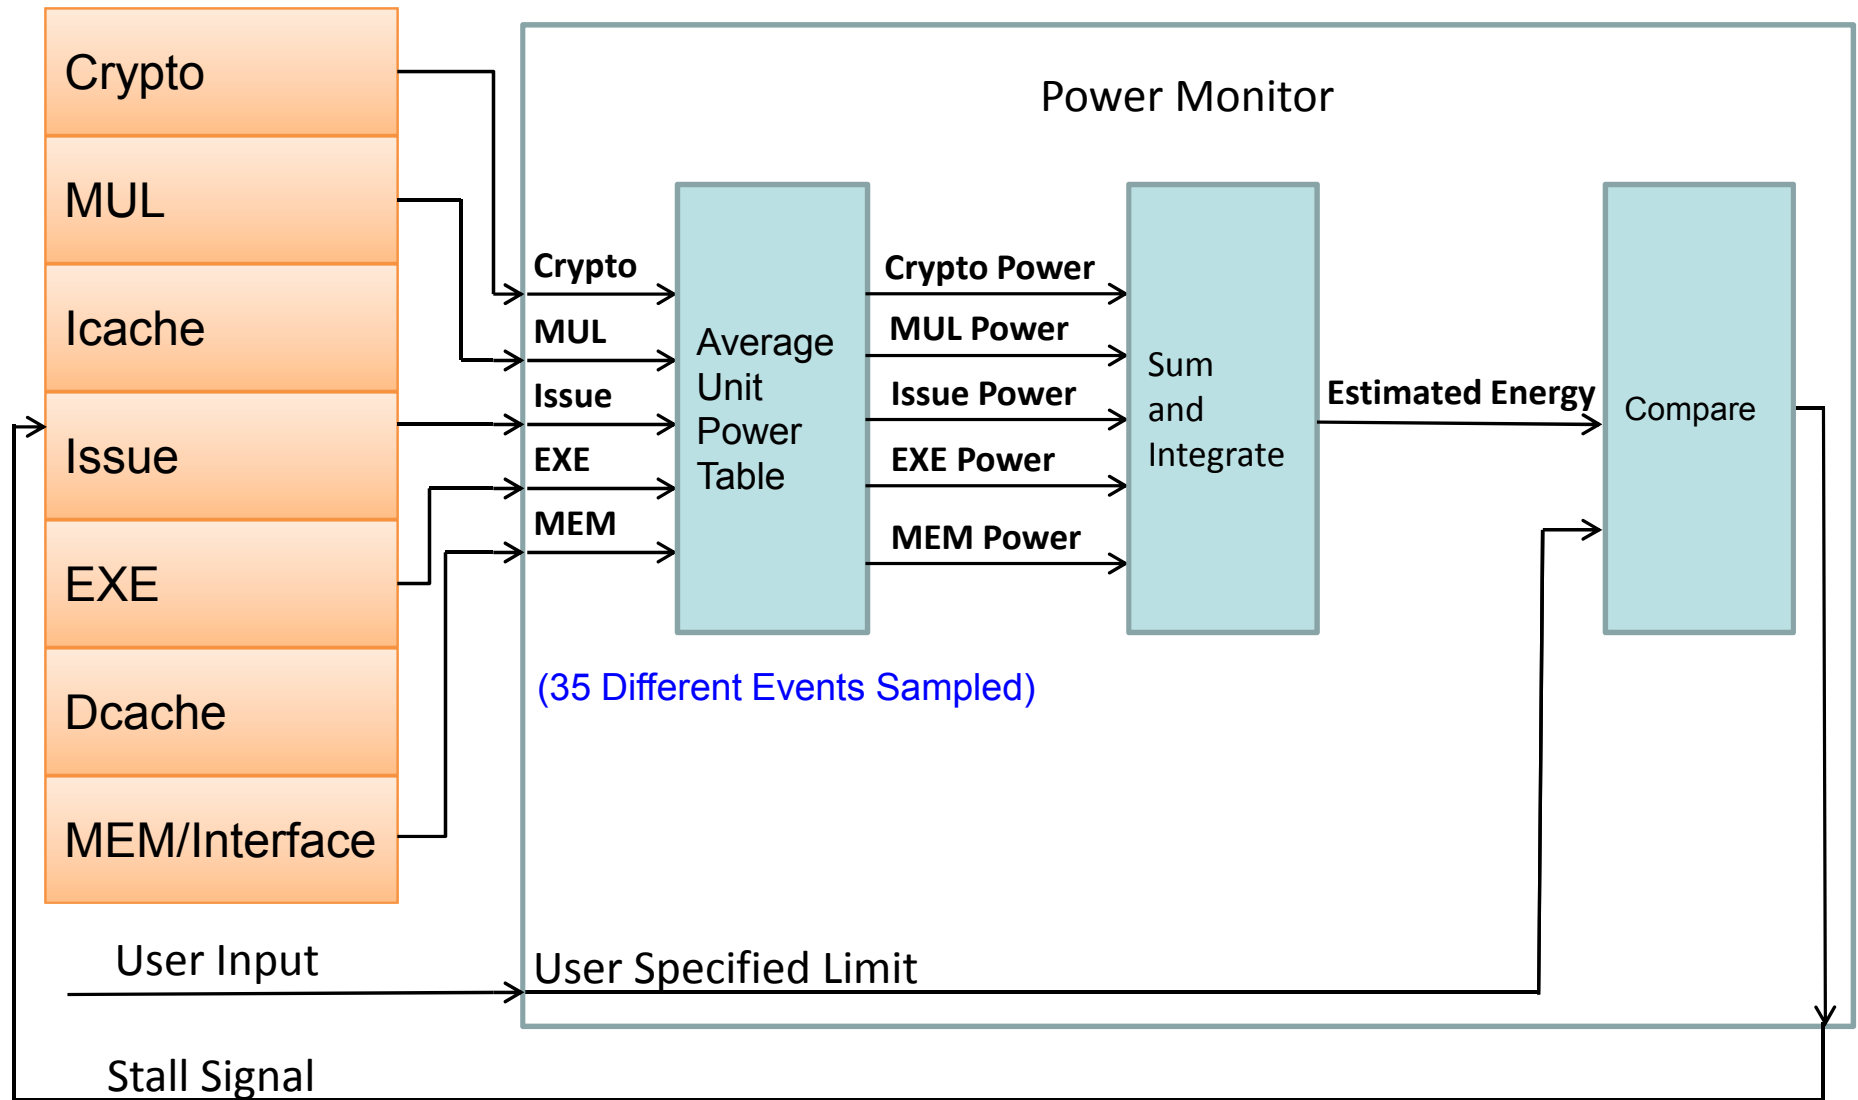 Crypto
MUL
Icache
Issue
EXE
Dcache
MEM/Interface
User Input
Stall Signal
Power Monitor
Crypto
MUL
Issue
EXE
MEM
Average
Unit
Power
Table
Crypto Power
MUL Power
Issue Power
EXE Power
MEM Power
Sum
and
Integrate
Estimated Energy
Compare
(35 Different Events Sampled)
User Specified Limit